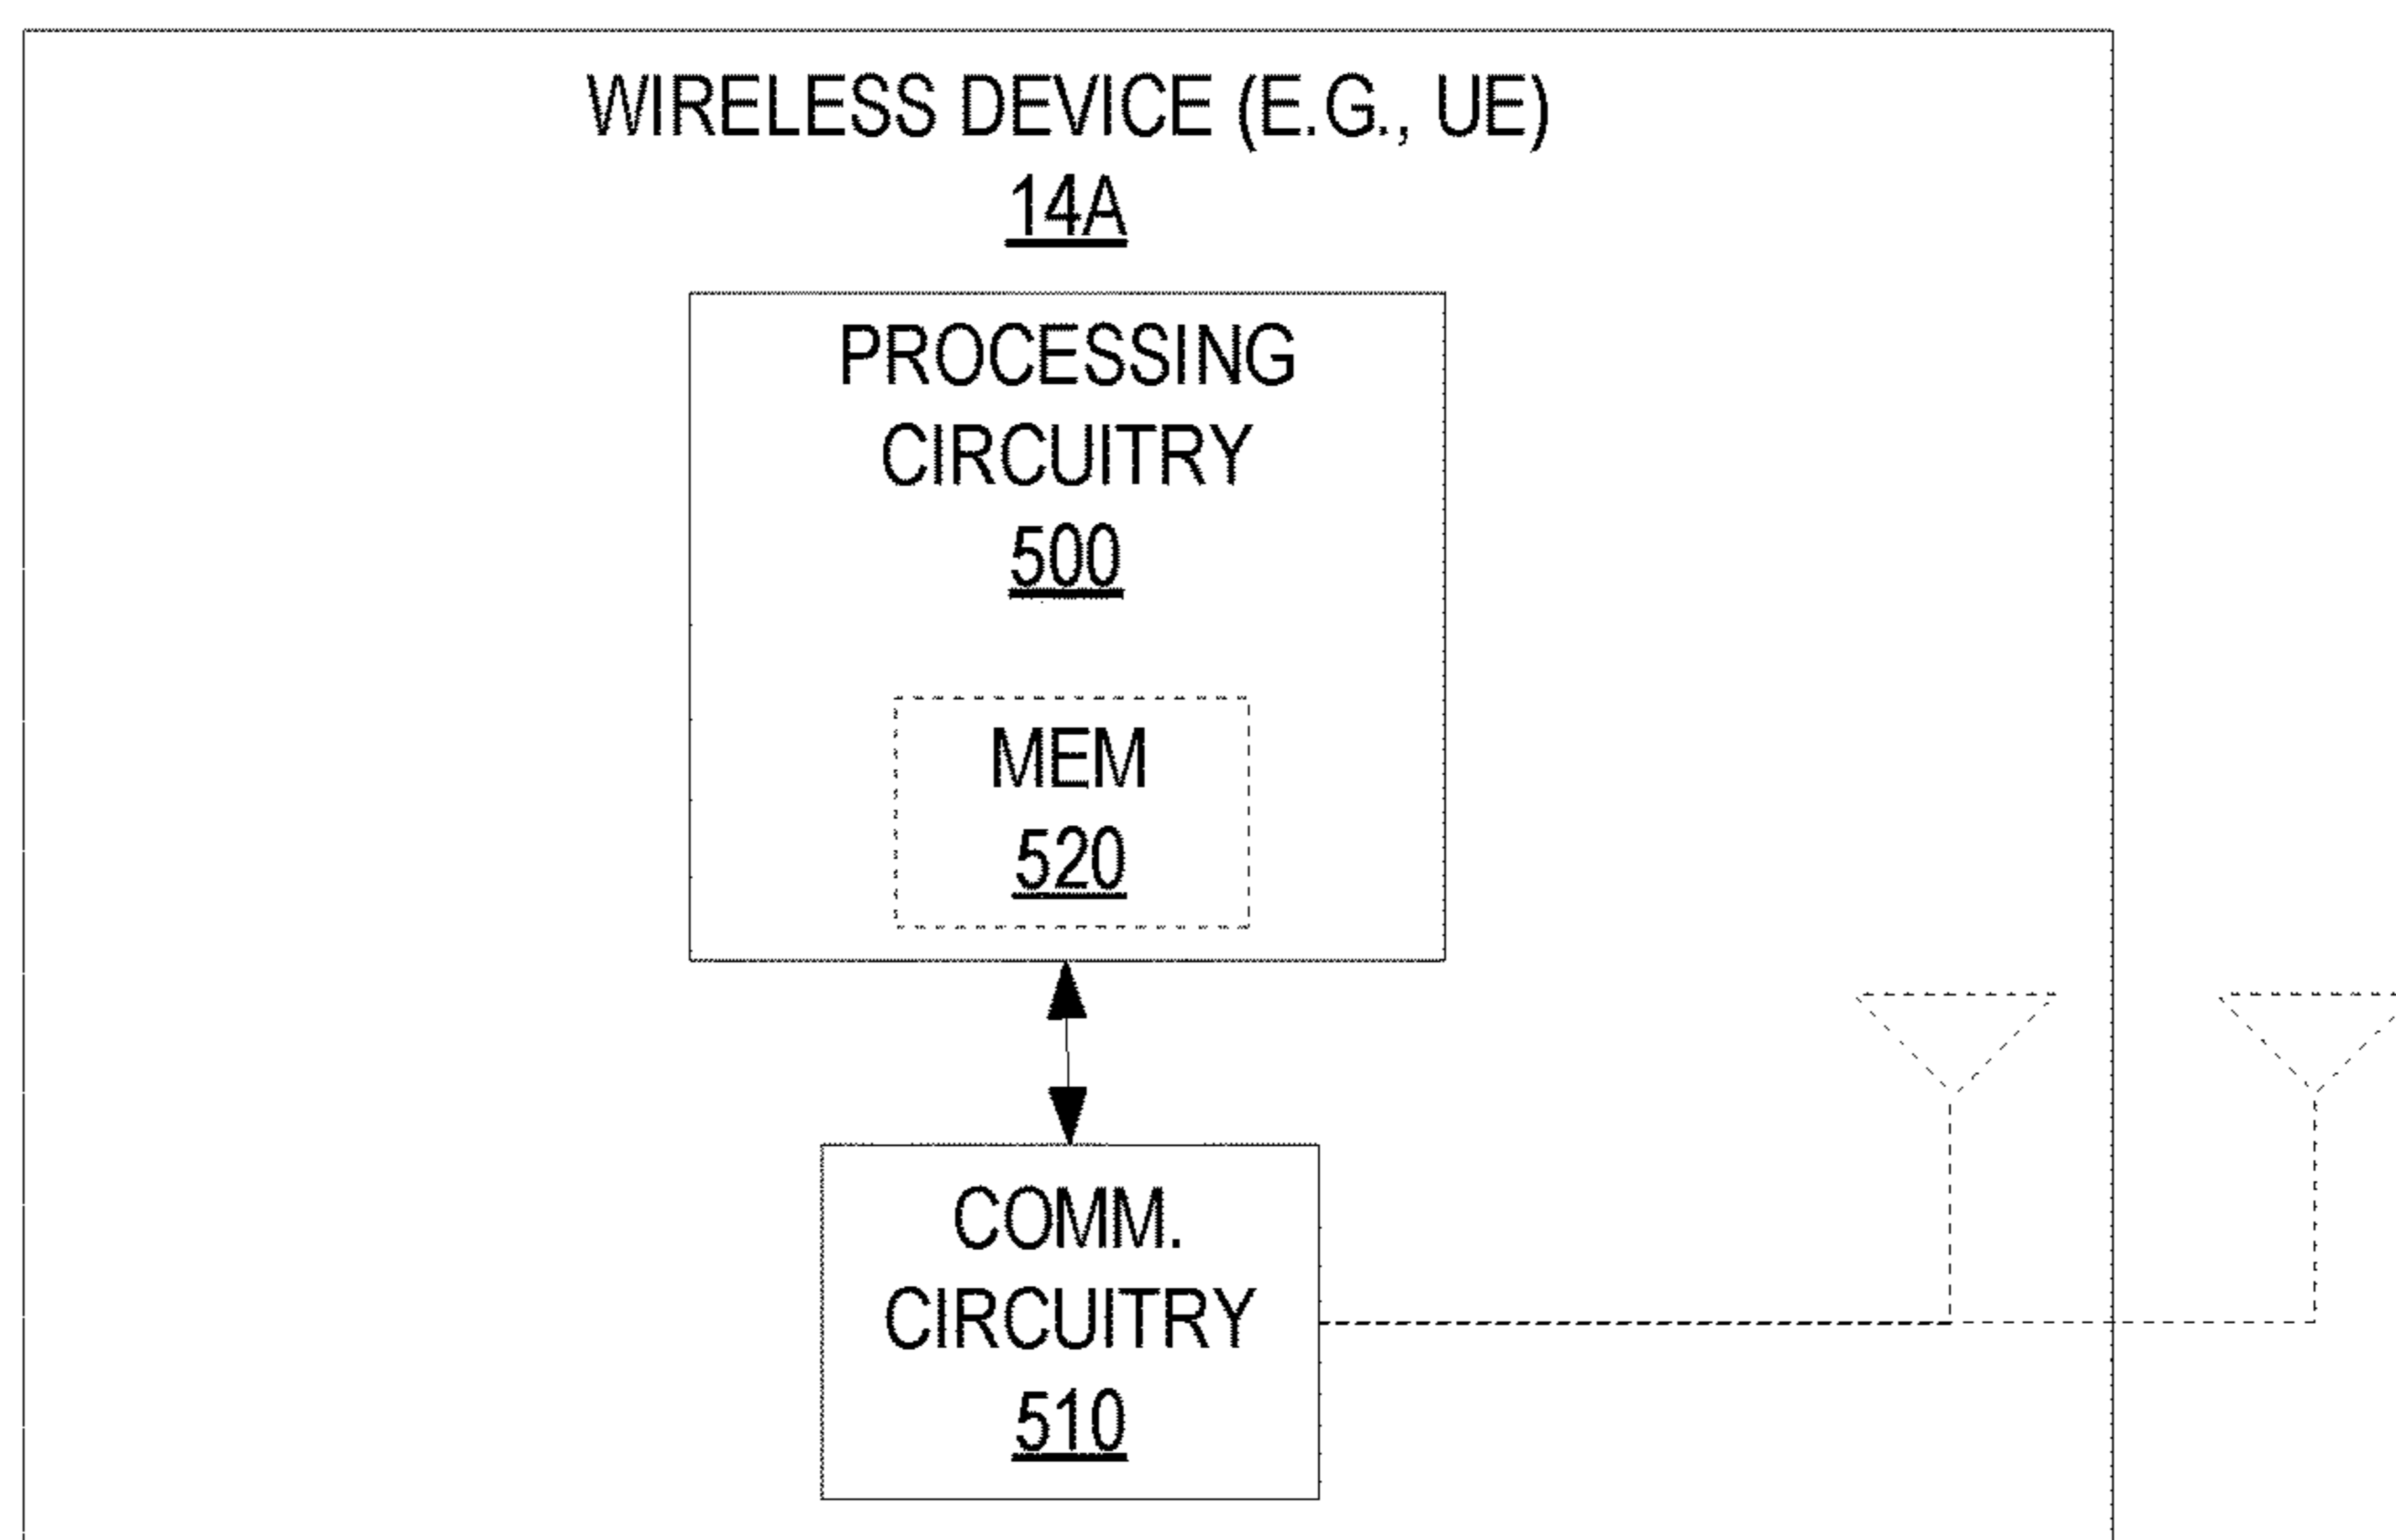 WIRELESS DEVICE (E.G., UE)
14A
PROCESSING
CIRCUITRY
500
MEM
520
COMM.
CIRCUITRY
510